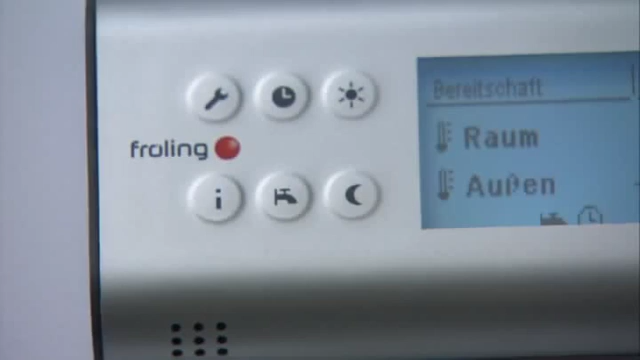 froling
i
Bereitschaft
Raum
Außen